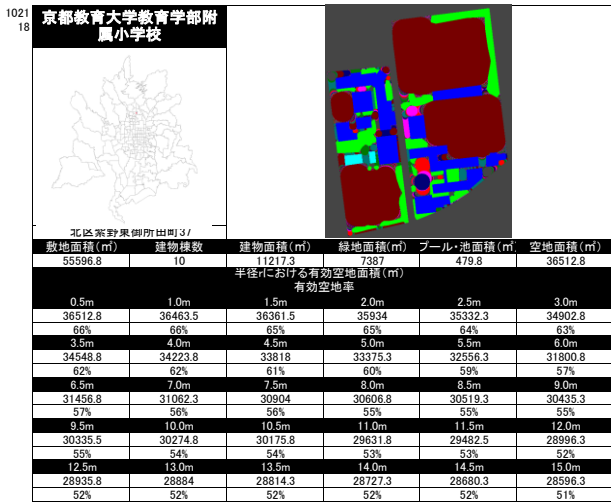 1021
18
京都教育大学教育学部附
属小学校
北区紫野東御所田町37
敷地面積(㎡) 建物棟数 建物面積(㎡) 緑地面積(㎡) プール・池面積(㎡) 空地面積(㎡)
55596.8 10 11217.3 7387 479.8 36512.8
半径rにおける有効空地面積(㎡)
有効空地率
0.5m 1.0m 1.5m 2.0m 2.5m 3.0m
36512.8 36463.5 36361.5 35934 35332.3 34902.8
66% 66% 65% 65% 64% 63%
3.5m 4.0m 4.5m 5.0m 5.5m 6.0m
34548.8 34223.8 33818 33375.3 32556.3 31800.8
62% 62% 61% 60% 59% 57%
6.5m 7.0m 7.5m 8.0m 8.5m 9.0m
31456.8 31062.3 30904 30606.8 30519.3 30435.3
57% 56% 56% 55% 55% 55%
9.5m 10.0m 10.5m 11.0m 11.5m 12.0m
30335.5 30274.8 30175.8 29631.8 29482.5 28996.3
55% 54% 54% 53% 53% 52%
12.5m 13.0m 13.5m 14.0m 14.5m 15.0m
28935.8 28884 28814.3 28727.3 28680.3 28596.3
52% 52% 52% 52% 52% 51%